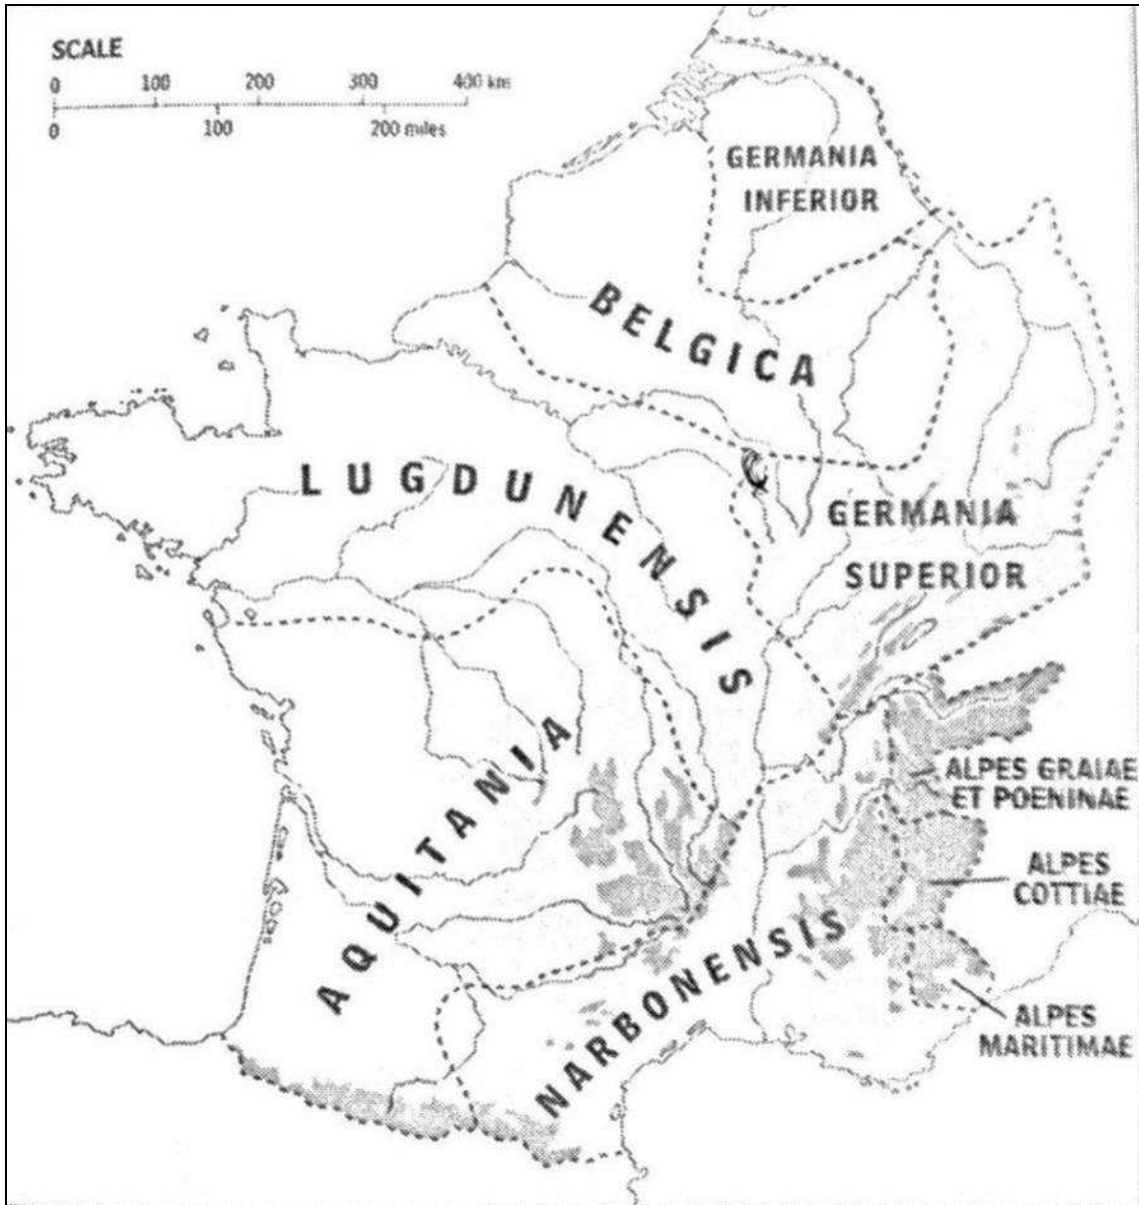 SCALE
0 100 200 300 400 km
0 100 200 miles
GERMANIA
INFERIOR
BELGICA
LUGDUNENSIS
GERMANIA
SUPERIOR
AQUITANIA
ALPES GRAIAE
ET POENINAE
ALPES
COTTIAE
NARBONENSIS
ALPES
MARITIMAE